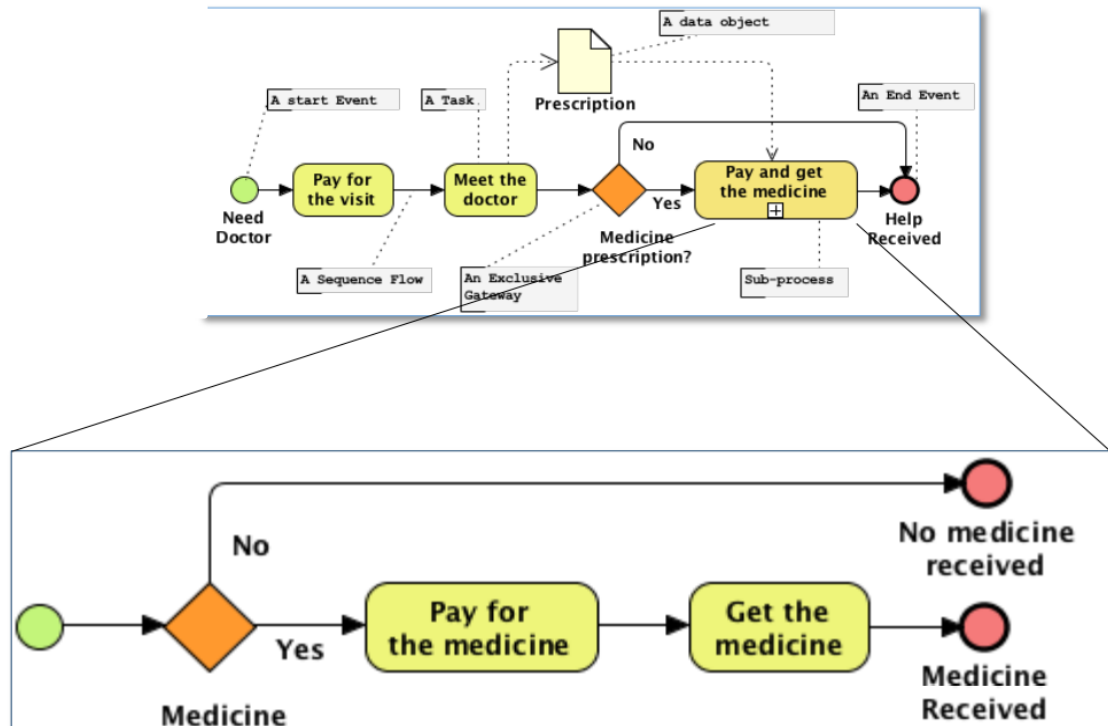 A data object
A start Event
A Task
Prescription
An End Event
No
Pay for
the visit
Meet the
doctor
Pay and get
the medicine
Yes
Need
Doctor
Medicine
prescription?
Help
Received
A Sequence Flow
An Exclusive
Gateway
Sub-process
No
No medicine
received
Pay for
the medicine
Get the
medicine
Yes
Medicine
Medicine
Received